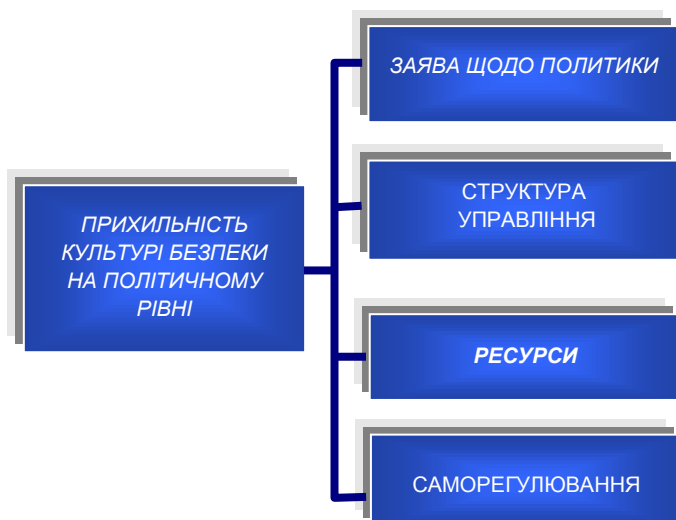 ЗАЯВА ЩОДО ПОЛИТИКИ
СТРУКТУРА
УПРАВЛІННЯ
ПРИХИЛЬНІСТЬ
КУЛЬТУРІ БЕЗПЕКИ
НА ПОЛІТИЧНОМУ
РІВНІ
РЕСУРСИ
САМОРЕГУЛЮВАННЯ